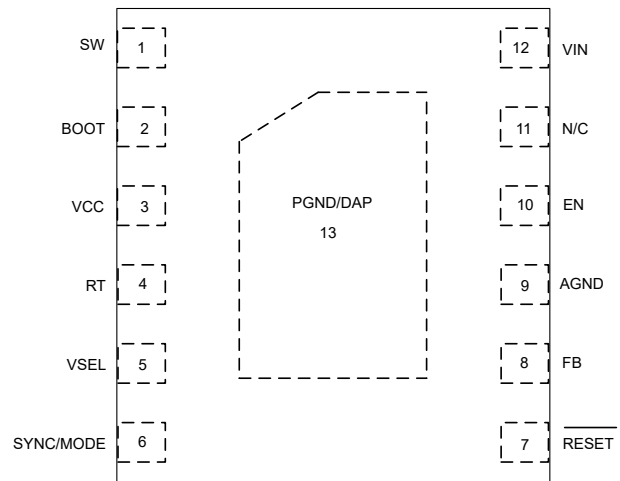 SW 1
BOOT 2
VCC 3
RT 4
VSEL 5
SYNC/MODE 6
PGND/DAP
13
12 VIN
11 N/C
10 EN
9 AGND
8 FB
7 RESET